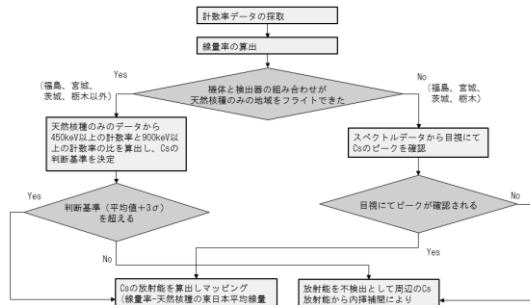 計数率データの採取
線量率の算出
機体と検出器の組み合わせが
天然核種のみの地域をフライトできた
Yes
(福島、宮城、
茨城、栃木以外)
No
(福島、宮城、
茨城、栃木)
天然核種のみのデータから
450keV以上の計数率と900keV以
上の計数率の比を算出し、Csの
判断基準を決定
スペクトルデータから目視にて
Csのピークを確認
Yes
判断基準(平均値+3σ)
を超える
No
目視にてピークが確認される
No
Yes
Csの放射能を算出しマッピング
(線量率-天然核種の東日本平均線量
放射能を不検出として周辺のCs
放射能から内挿補間により